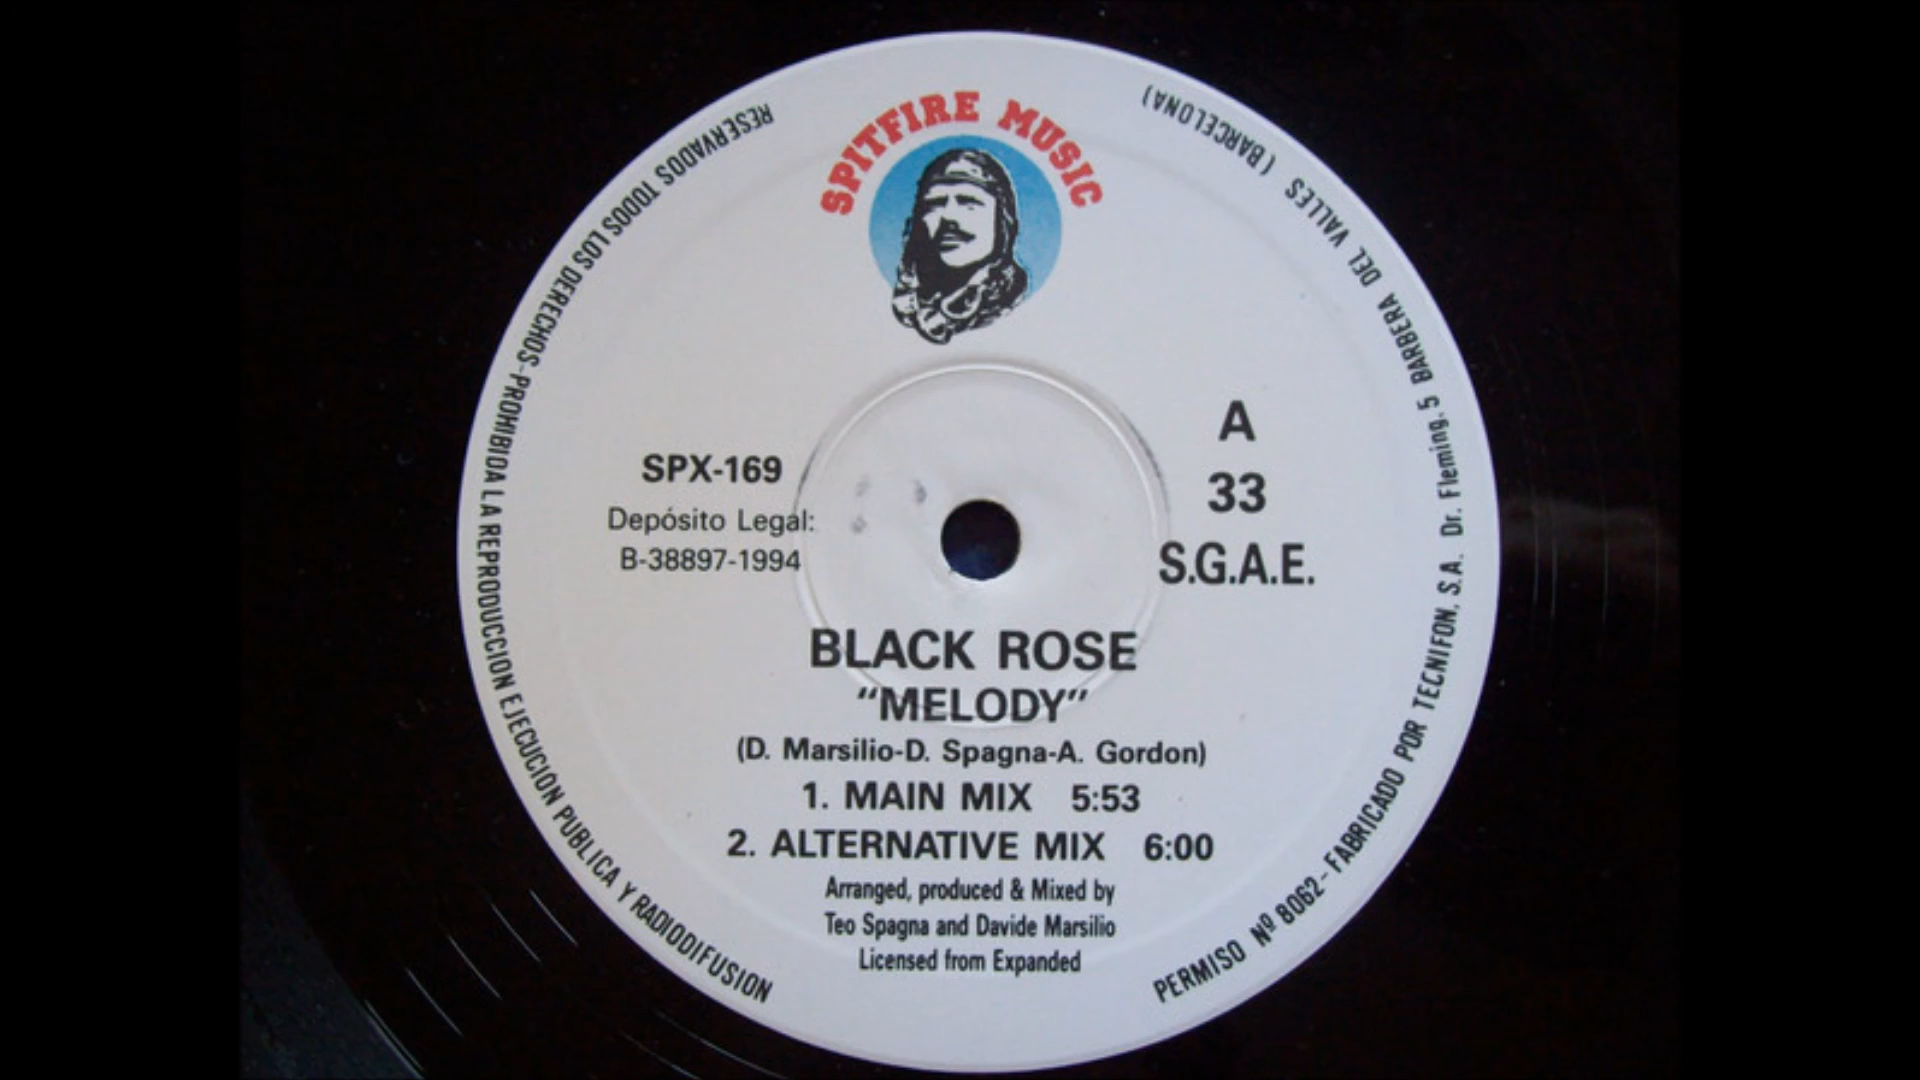 SPITFIRE MUSIC
SPX-169
Depósito Legal:
B-38897-1994
A
33
S.G.A.E.
BLACK ROSE
“MELODY”
(D. Marsilio-D. Spagna-A. Gordon)
1. MAIN MIX 5:53
2. ALTERNATIVE MIX 6:00
Arranged, produced & Mixed by
Teo Spagna and Davide Marsilio
Licensed from Expanded
RESERVADOS TODOS LOS DERECHOS-PROHIBIDA LA REPRODUCCION EJECUCION PUBLICA Y RADIODIFUSION
PERMISO Nº 8062-FABRICADO POR TECNIFON, S.A. Dr. Fleming, 5 BARBERA DEL VALLES (BARCELONA)